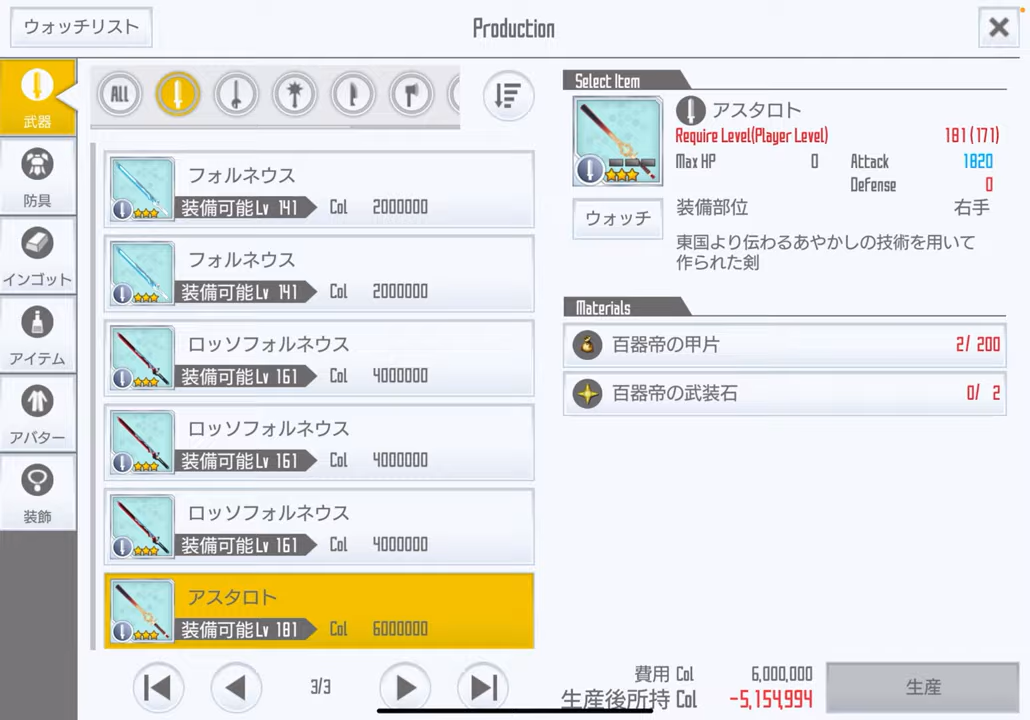 ウォッチリスト
Production
武器
防具
インゴット
アイテム
アバター
装飾
ALL
フォルネウス
装備可能Lv 141 Col 2000000
フォルネウス
装備可能Lv 141 Col 2000000
ロッソフォルネウス
装備可能Lv 161 Col 4000000
ロッソフォルネウス
装備可能Lv 161 Col 4000000
ロッソフォルネウス
装備可能Lv 161 Col 4000000
アスタロト
装備可能Lv 181 Col 6000000
3/3
Select Item
アスタロト
Require Level(Player Level) 181(171)
Max HP 0 Attack 1820
Defense 0
ウォッチ
装備部位 右手
東国より伝わるあやかしの技術を用いて
作られた剣
Materials
百器帝の甲片 2/ 200
百器帝の武装石 0/ 2
費用 Col 6,000,000
生産後所持 Col -5,154,994
生産